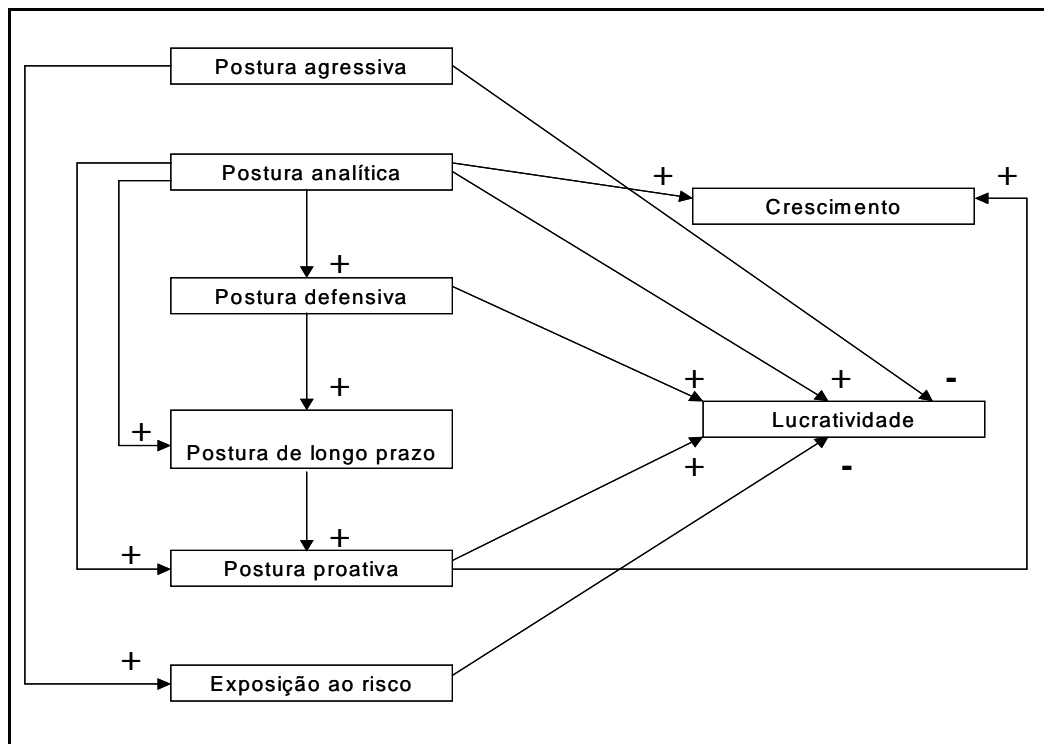 Postura agressiva
Postura analítica
+
+
Crescimento
+
Postura defensiva
+
+
+
-
Lucratividade
+
Postura de longo prazo
+
-
+
+
Postura proativa
+
Exposição ao risco